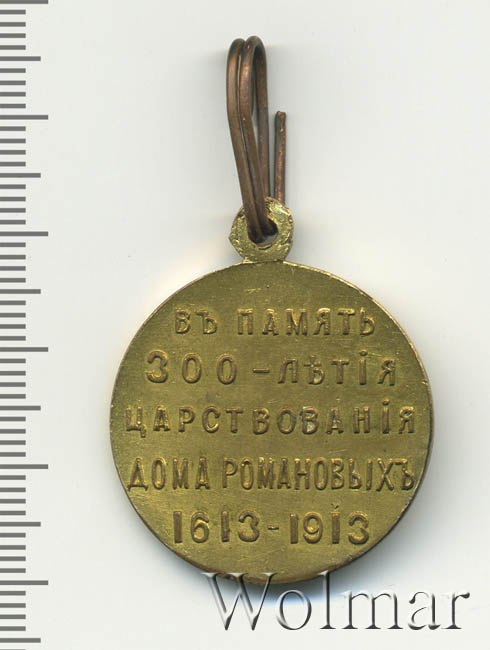 ВЪ ПАМЯТЬ
300-ЛѢТІЯ
ЦАРСТВОВАНІЯ
ДОМА РОМАНОВЫХЪ
1613-1913
Wolmar